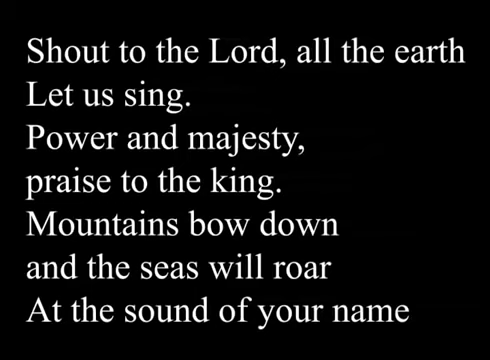 Shout to the Lord, all the earth
Let us sing.
Power and majesty,
praise to the king.
Mountains bow down
and the seas will roar
At the sound of your name